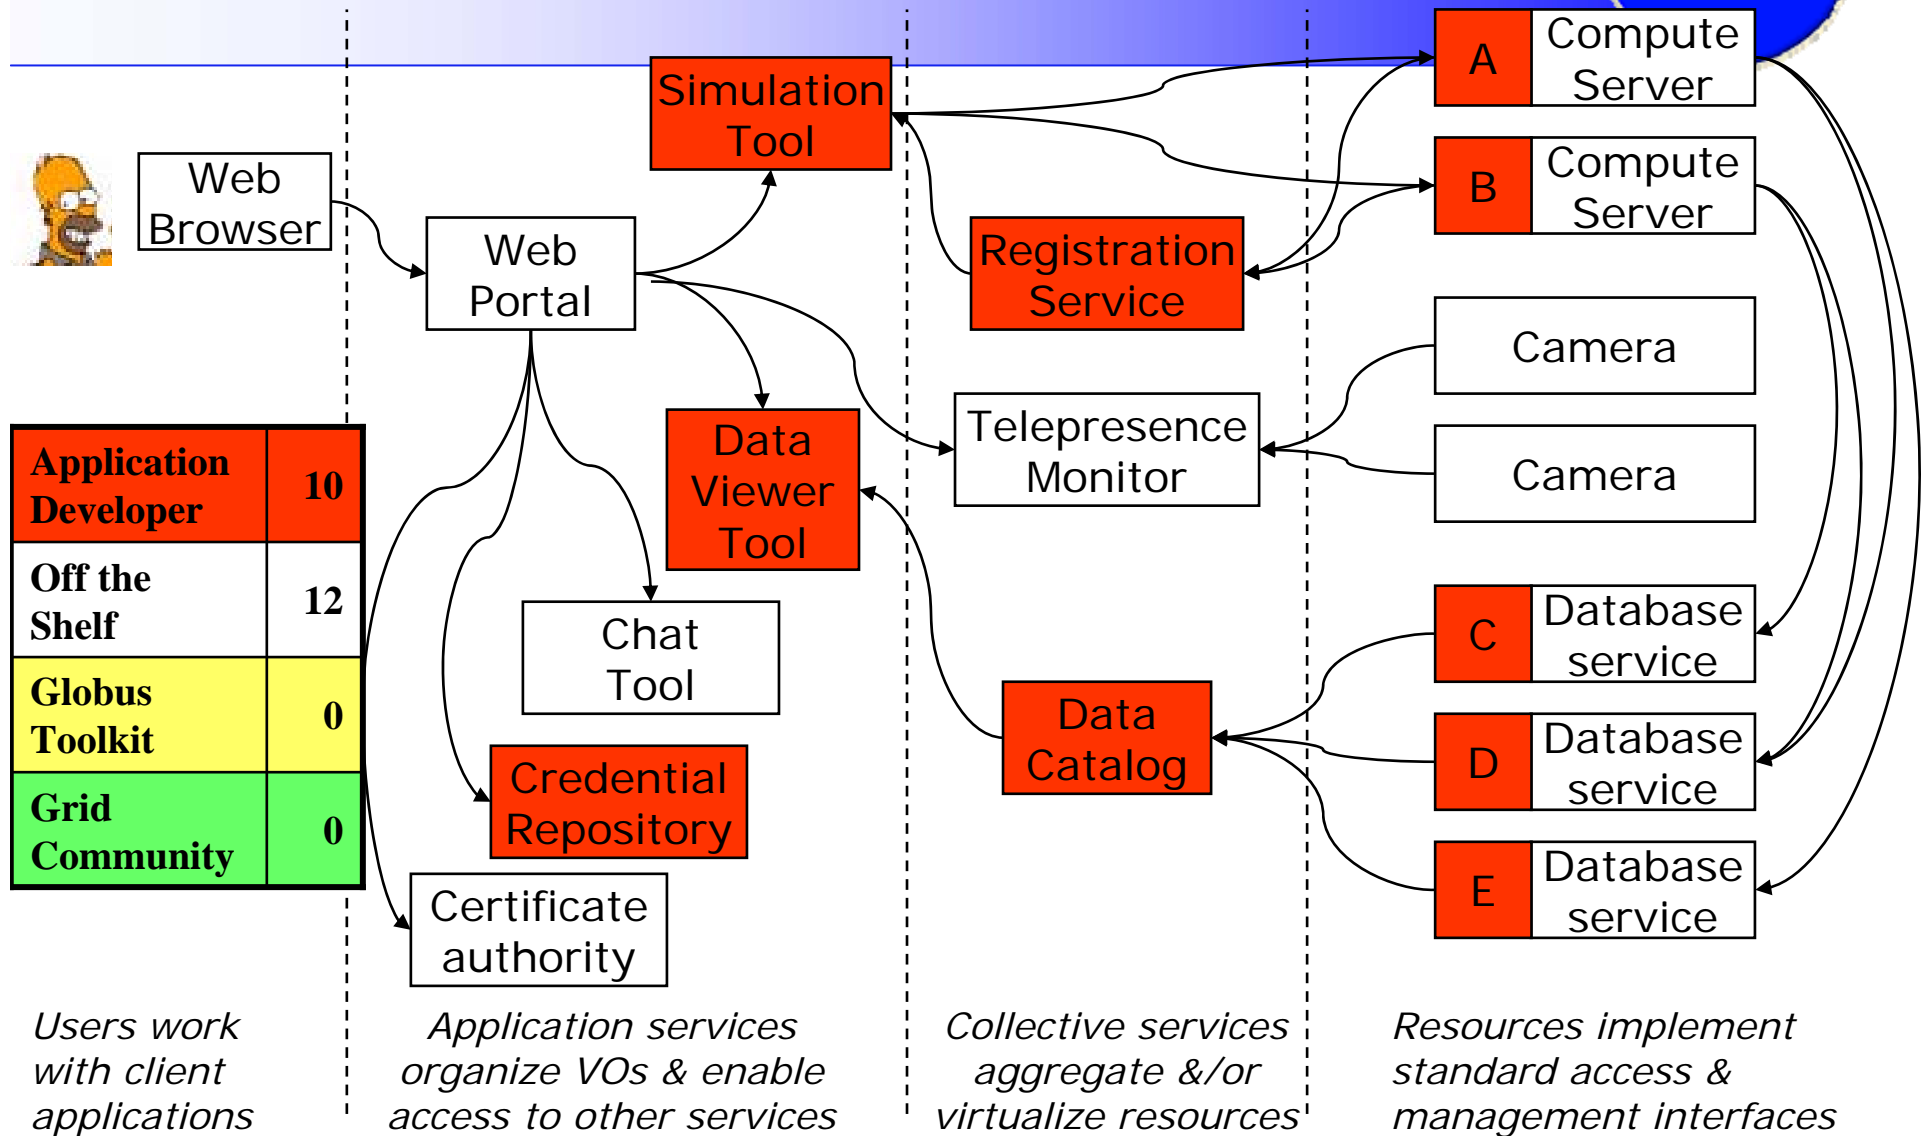 A
Compute
Server
Simulation
Tool
B
Compute
Server
Web
Browser
Web
Portal
Registration
Service
Camera
Telepresence
Monitor
Camera
Data
Viewer
Tool
Application
Developer
10
Off the
Shelf
12
Globus
Toolkit
0
Grid
Community
0
Chat
Tool
C
Database
service
Data
Catalog
D
Database
service
Credential
Repository
E
Database
service
Certificate
authority
Users work
with client
applications
Application services
organize VOs & enable
access to other services
Collective services
aggregate &/or
virtualize resources
Resources implement
standard access &
management interfaces